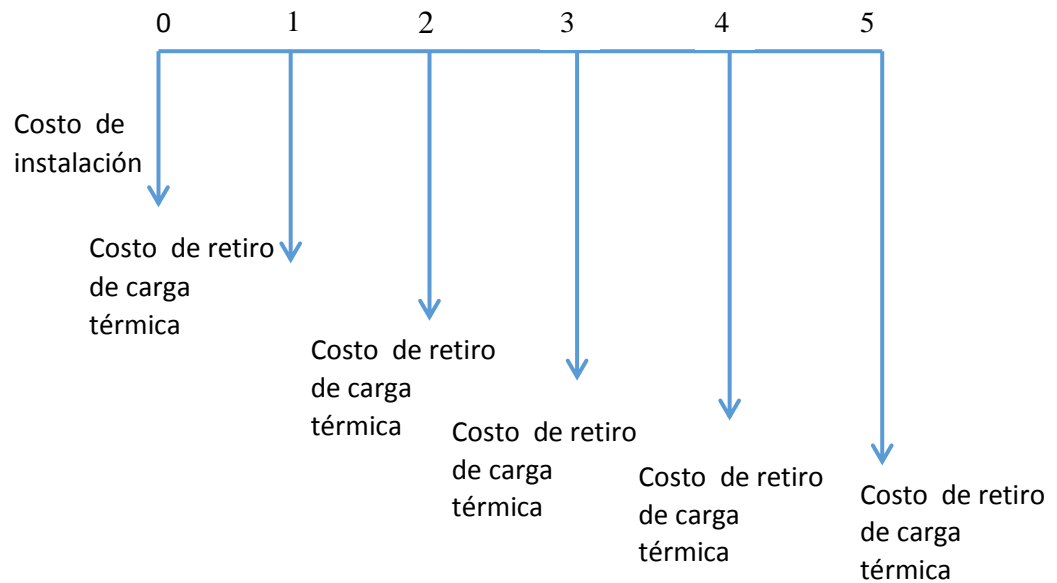 0 1 2 3 4 5
Costo de
instalación
Costo de retiro
de carga
térmica
Costo de retiro
de carga
térmica
Costo de retiro
de carga
térmica
Costo de retiro
de carga
térmica
Costo de retiro
de carga
térmica